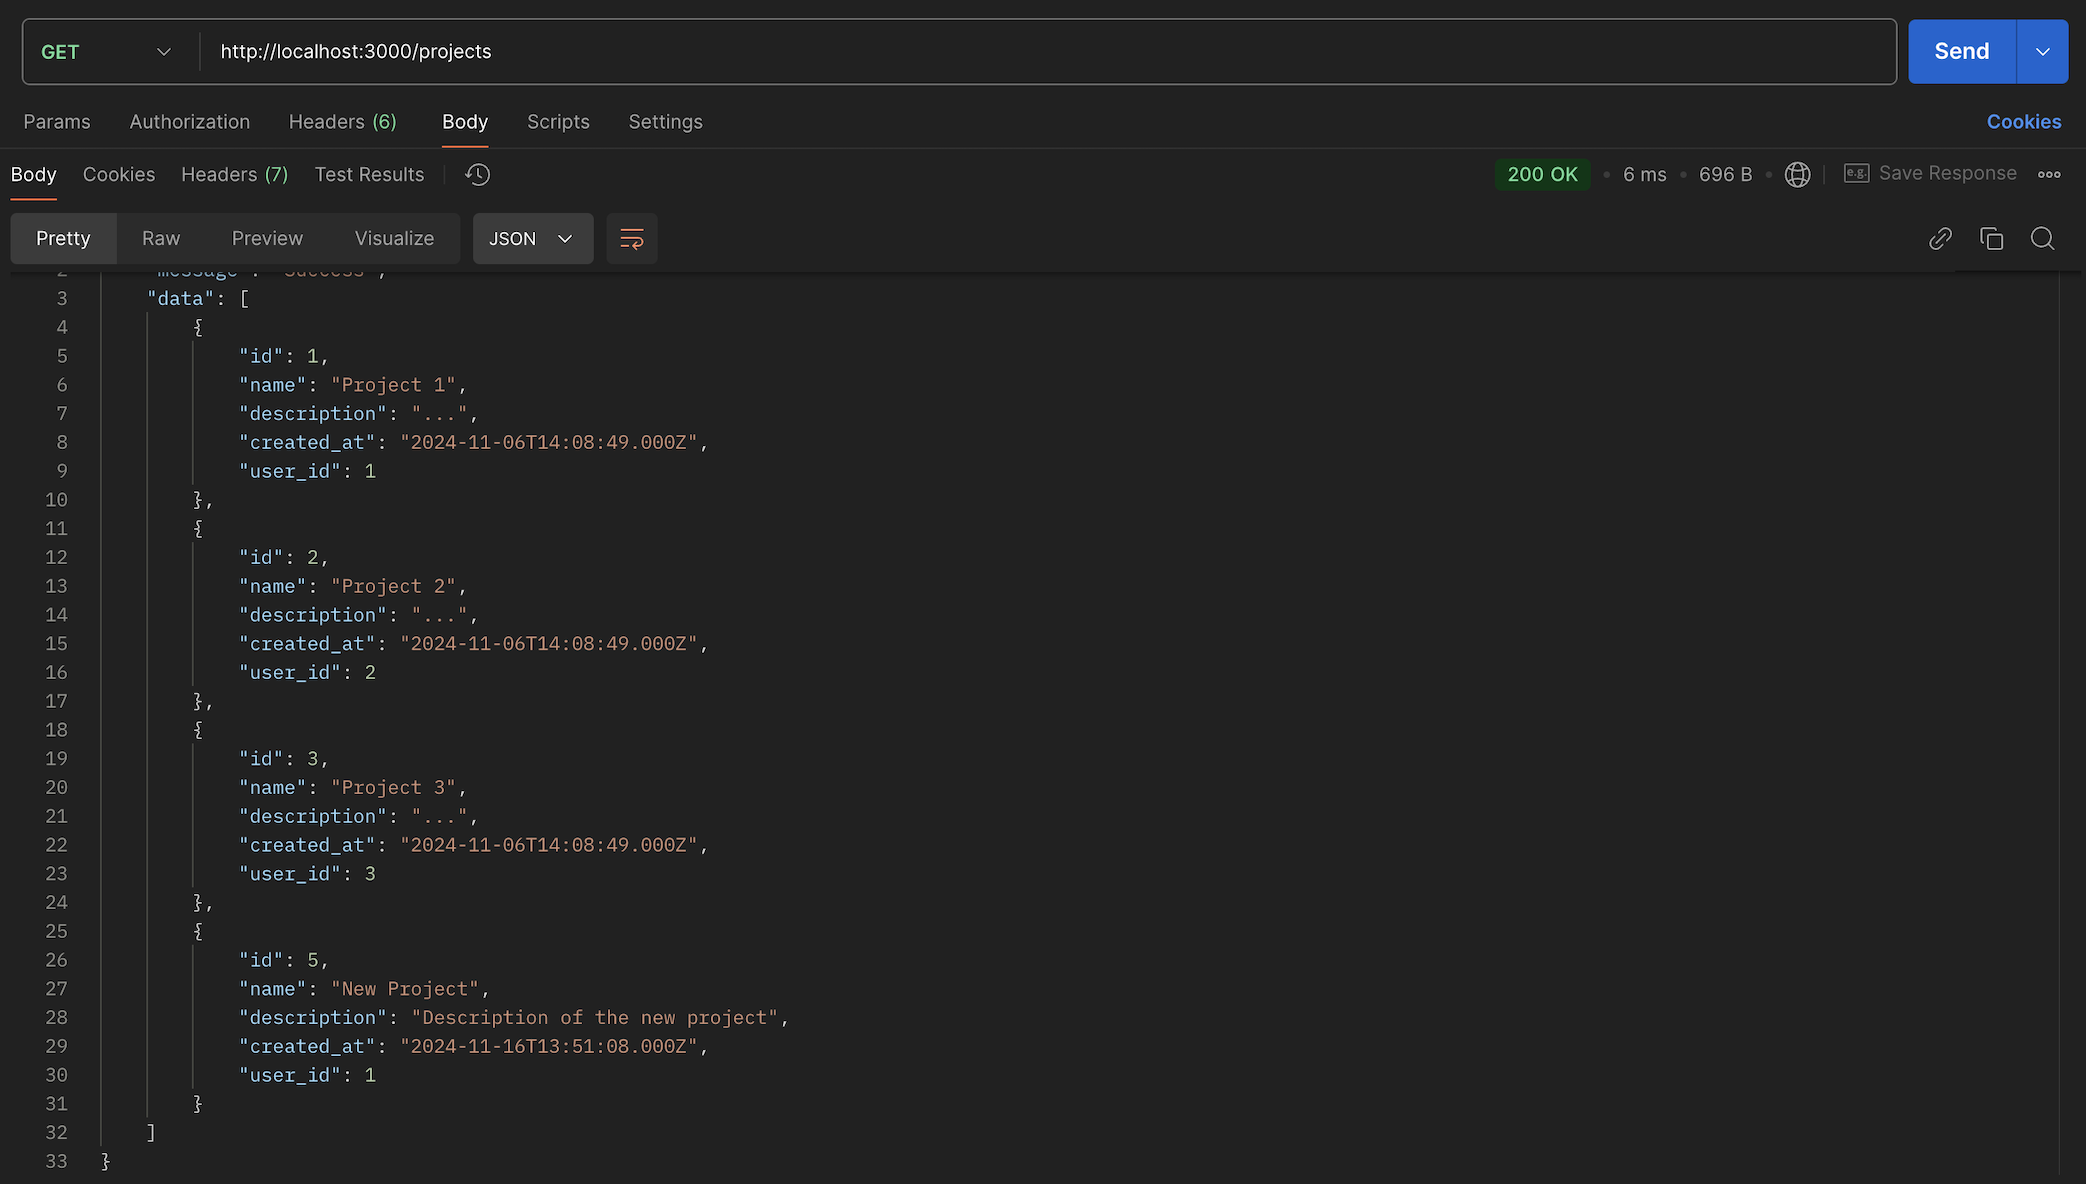 GET http://localhost:3000/projects Send
Params Authorization Headers (6) Body Scripts Settings Cookies
Body Cookies Headers (7) Test Results 200 OK • 6 ms • 696 B • e.g. Save Response
Pretty Raw Preview Visualize JSON
2 "message": "Success",
3 "data": [
4 {
5 "id": 1,
6 "name": "Project 1",
7 "description": "...",
8 "created_at": "2024-11-06T14:08:49.000Z",
9 "user_id": 1
10 },
11 {
12 "id": 2,
13 "name": "Project 2",
14 "description": "...",
15 "created_at": "2024-11-06T14:08:49.000Z",
16 "user_id": 2
17 },
18 {
19 "id": 3,
20 "name": "Project 3",
21 "description": "...",
22 "created_at": "2024-11-06T14:08:49.000Z",
23 "user_id": 3
24 },
25 {
26 "id": 5,
27 "name": "New Project",
28 "description": "Description of the new project",
29 "created_at": "2024-11-16T13:51:08.000Z",
30 "user_id": 1
31 }
32 ]
33 }